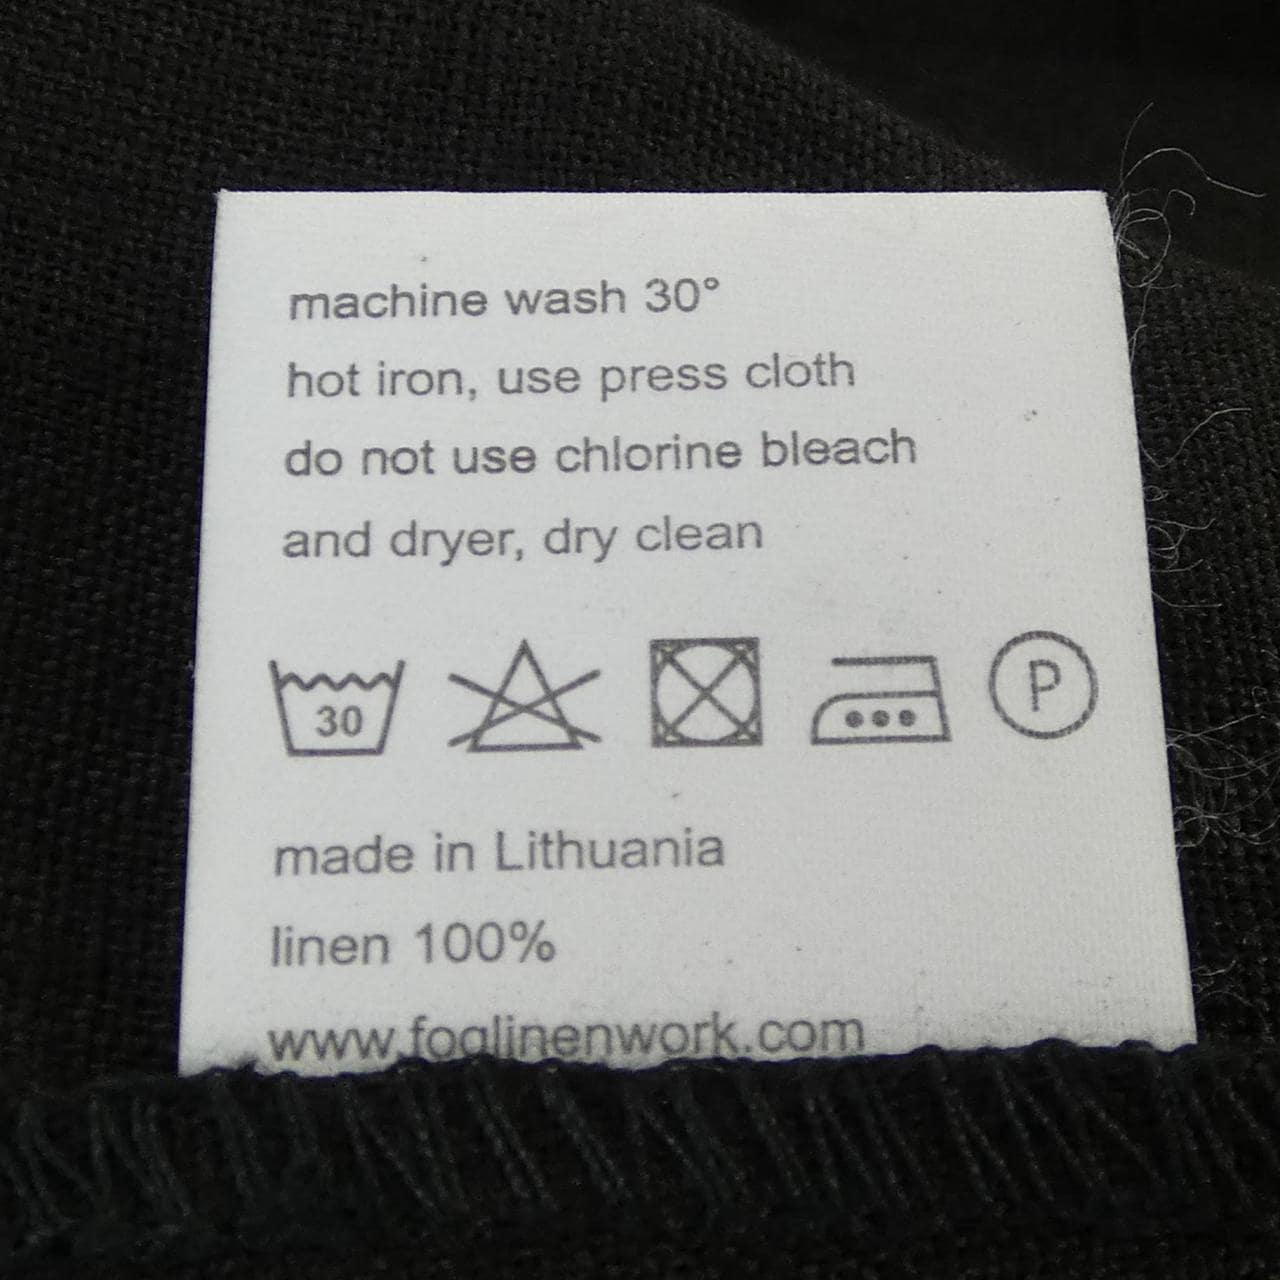 machine wash 30°
hot iron, use press cloth
do not use chlorine bleach
and dryer, dry clean
30
P
made in Lithuania
linen 100%
www.foglinenwork.com